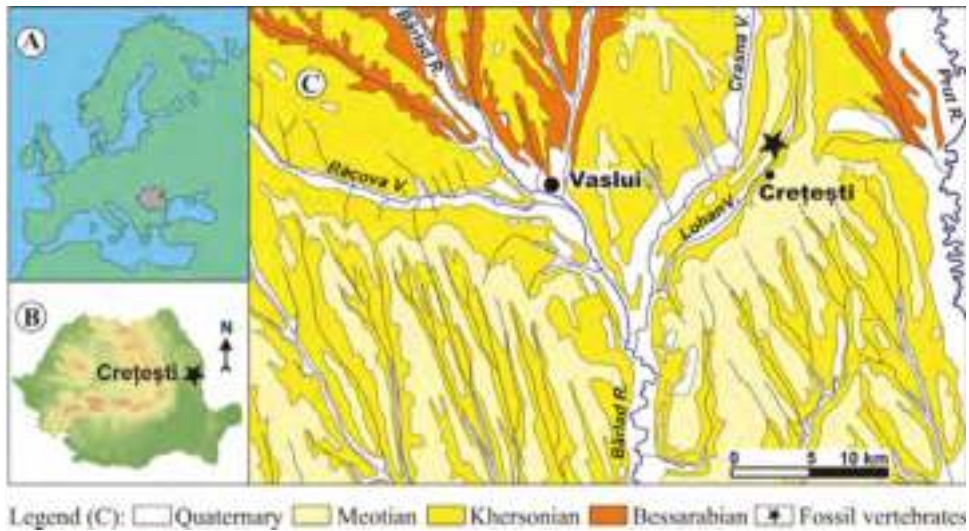 A
B
Crețești
N
C
Bârlad R.
Crasna V.
Prut R.
Racova V.
Vaslui
Crețești
Lohan V.
Bârlad R.
0 5 10 km
Legend (C): Quaternary Meotian Khersonian Bessarabian Fossil vertebrates